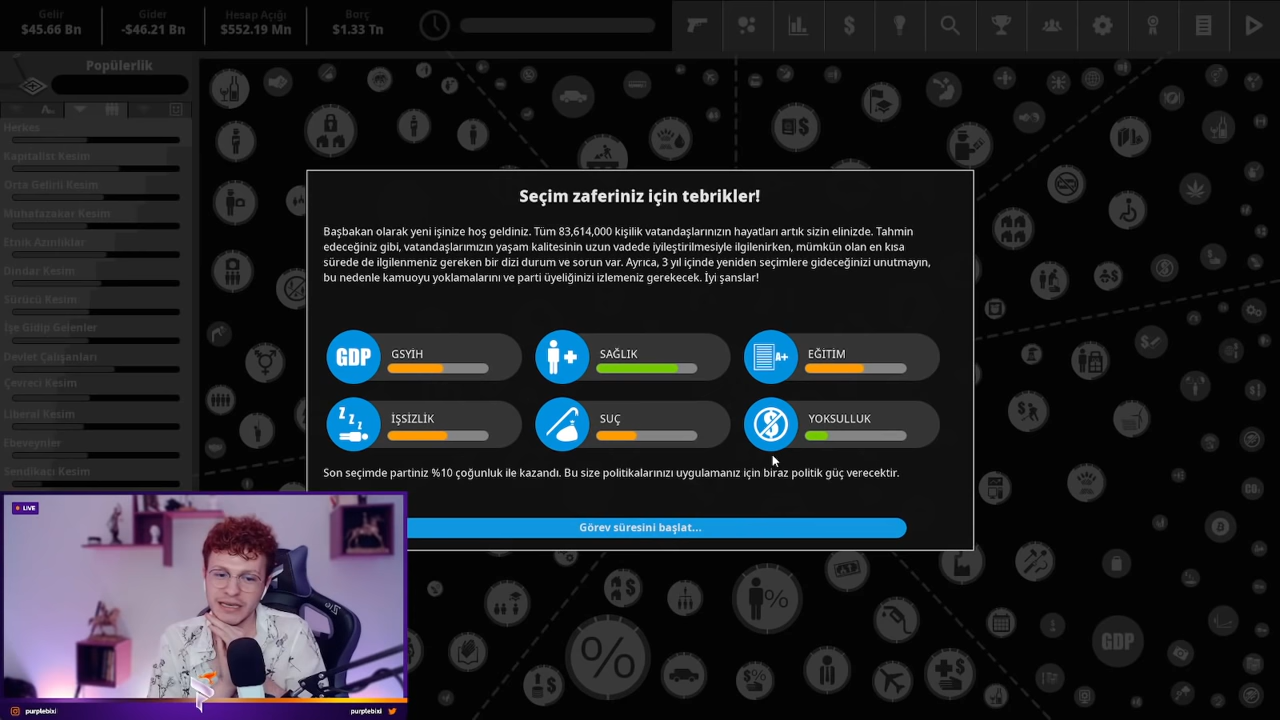 Gelir
$45.66 Bn
Gider
-$46.21 Bn
Hesap Açığı
$552.19 Mn
Borç
$1.33 Tn
Popülerlik
Herkes
Kapitalist Kesim
Orta Gelirli Kesim
Muhafazakar Kesim
Etnik Azınlıklar
Dindar Kesim
Sürücü Kesim
İşe Gidip Gelenler
Devlet Çalışanları
Çevreci Kesim
Liberal Kesim
Ebeveynler
Sendikacı Kesim
Seçim zaferiniz için tebrikler!
Başbakan olarak yeni işinize hoş geldiniz. Tüm 83,614,000 kişilik vatandaşlarınızın hayatları artık sizin elinizde. Tahmin
edeceğiniz gibi, vatandaşlarımızın yaşam kalitesinin uzun vadede iyileştirilmesiyle ilgilenirken, mümkün olan en kısa
sürede de ilgilenmeniz gereken bir dizi durum ve sorun var. Ayrıca, 3 yıl içinde yeniden seçimlere gideceğinizi unutmayın,
bu nedenle kamuoyu yoklamalarını ve parti üyeliğinizi izlemeniz gerekecek. İyi şanslar!
GDP
GSYİH
SAĞLIK
A+
EĞİTİM
Z Z Z
İŞSİZLİK
SUÇ
YOKSULLUK
Son seçimde partiniz %10 çoğunluk ile kazandı. Bu size politikalarınızı uygulamanız için biraz politik güç verecektir.
Görev süresini başlat...
LIVE
purplebixi
purplebixi
%
%
GDP
CO₂